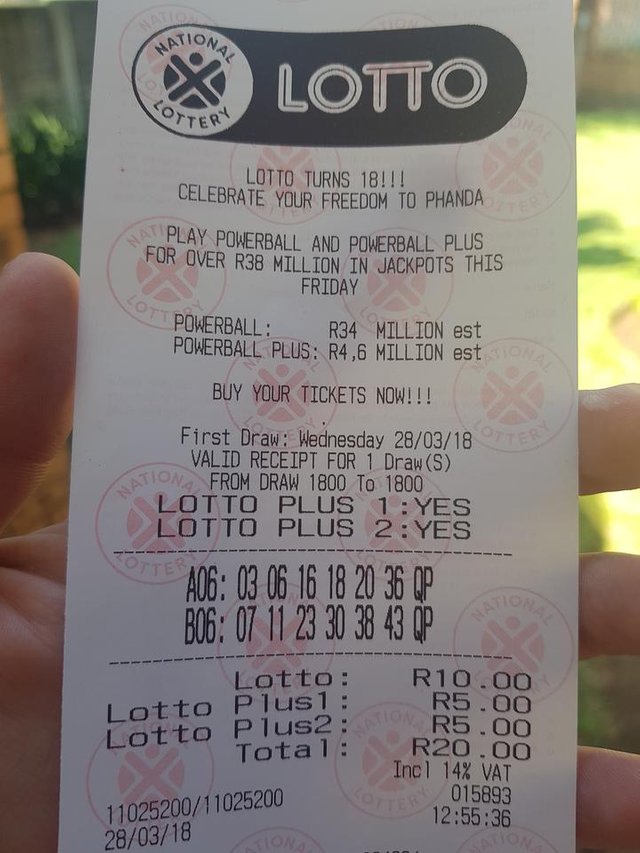 NATIONAL
LOTTERY
LOTTO
LOTTO TURNS 18!!!
CELEBRATE YOUR FREEDOM TO PHANDA
PLAY POWERBALL AND POWERBALL PLUS
FOR OVER R38 MILLION IN JACKPOTS THIS
FRIDAY
POWERBALL: R34 MILLION est
POWERBALL PLUS: R4,6 MILLION est
BUY YOUR TICKETS NOW!!!
First Draw: Wednesday 28/03/18
VALID RECEIPT FOR 1 Draw(S)
FROM DRAW 1800 To 1800
LOTTO PLUS 1:YES
LOTTO PLUS 2:YES
A06: 03 06 16 18 20 36 QP
B06: 07 11 23 30 38 43 QP
Lotto: R10.00
Lotto Plus1: R5.00
Lotto Plus2: R5.00
Total: R20.00
Incl 14% VAT
11025200/11025200 015893
28/03/18 12:55:36